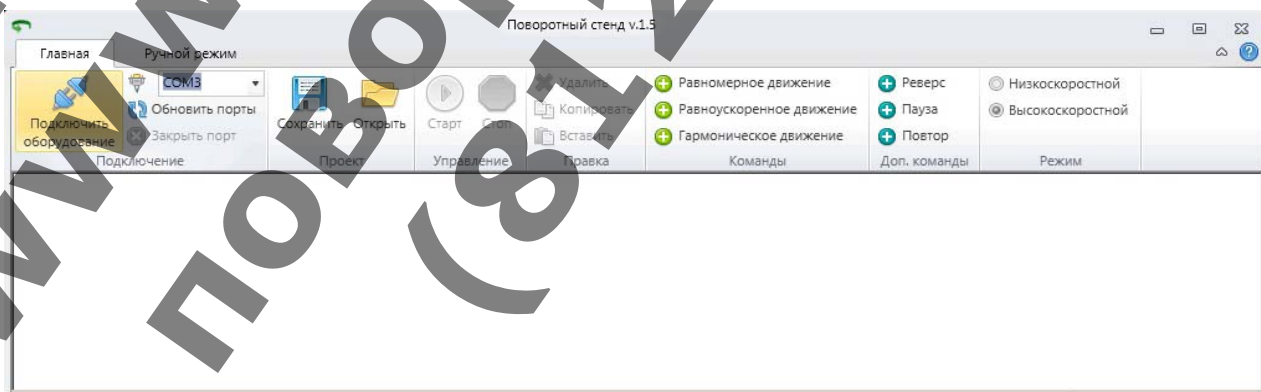 Поворотный стенд v.1.5
Главная Ручной режим
Подключить оборудование
COM3
Обновить порты
Закрыть порт
Подключение
Сохранить Открыть
Проект
Старт Стоп
Управление
Удалить
Копировать
Вставить
Правка
Равномерное движение
Равноускоренное движение
Гармоническое движение
Команды
Реверс
Пауза
Повтор
Доп. команды
Низкоскоростной
Высокоскоростной
Режим
(812